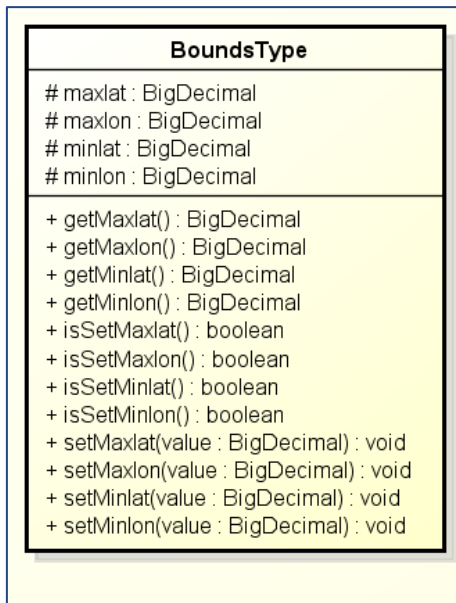 BoundsType
# maxlat : BigDecimal
# maxlon : BigDecimal
# minlat : BigDecimal
# minlon : BigDecimal
+ getMaxlat() : BigDecimal
+ getMaxlon() : BigDecimal
+ getMinlat() : BigDecimal
+ getMinlon() : BigDecimal
+ isSetMaxlat() : boolean
+ isSetMaxlon() : boolean
+ isSetMinlat() : boolean
+ isSetMinlon() : boolean
+ setMaxlat(value : BigDecimal) : void
+ setMaxlon(value : BigDecimal) : void
+ setMinlat(value : BigDecimal) : void
+ setMinlon(value : BigDecimal) : void